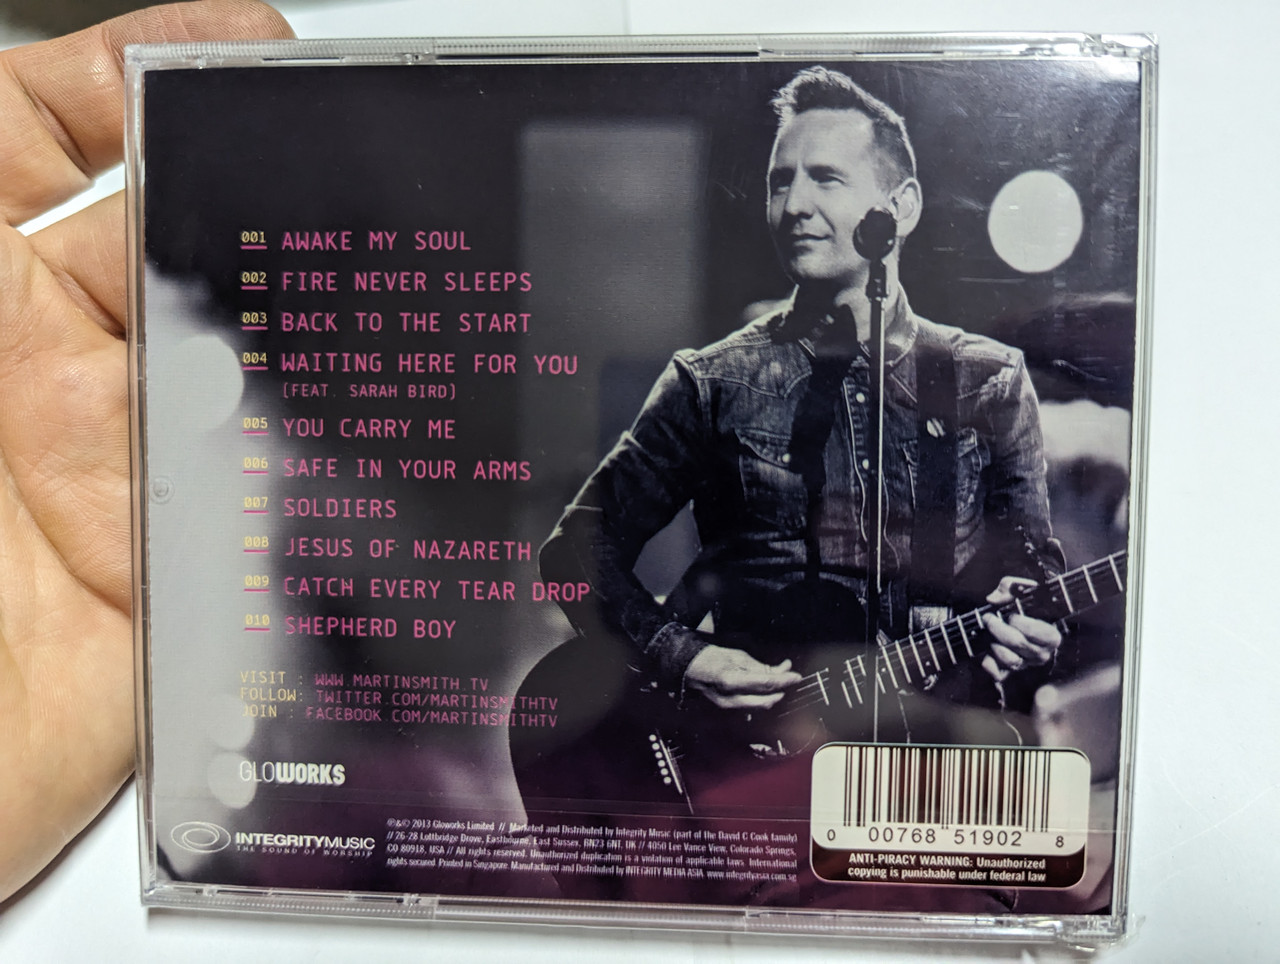 001 AWAKE MY SOUL
002 FIRE NEVER SLEEPS
003 BACK TO THE START
004 WAITING HERE FOR YOU
[FEAT. SARAH BIRD]
005 YOU CARRY ME
006 SAFE IN YOUR ARMS
007 SOLDIERS
008 JESUS OF NAZARETH
009 CATCH EVERY TEAR DROP
010 SHEPHERD BOY
VISIT : WWW.MARTINSMITH.TV
FOLLOW: TWITTER.COM/MARTINSMITHTV
JOIN : FACEBOOK.COM/MARTINSMITHTV
GLOWORKS
INTEGRITYMUSIC
THE SOUND OF WORSHIP
℗&© 2013 Gloworks Limited // Marketed and Distributed by Integrity Music (part of the David C Cook family)
// 26-28 Lottbridge Drove, Eastbourne, East Sussex, BN23 6NT, UK // 4050 Lee Vance View, Colorado Springs,
CO 80918, USA // All rights reserved. Unauthorized duplication is a violation of applicable laws. International
rights secured. Printed in Singapore. Manufactured and Distributed by INTEGRITY MEDIA ASIA. www.integrityasia.com.sg
0 00768 51902 8
ANTI-PIRACY WARNING: Unauthorized
copying is punishable under federal law